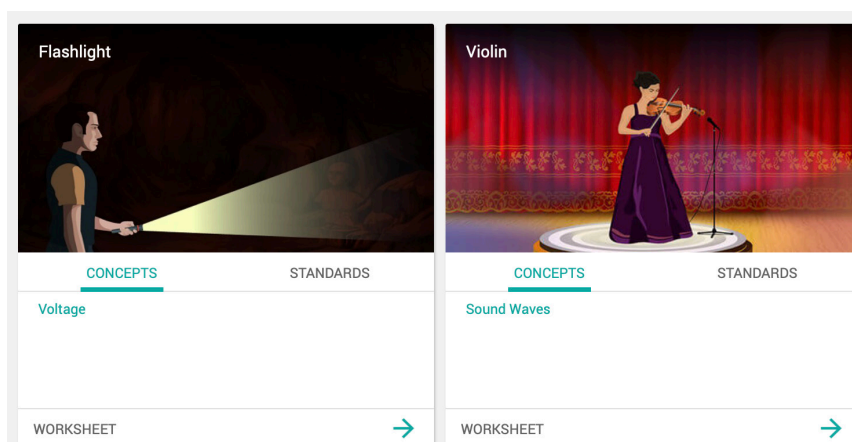 Flashlight
CONCEPTS STANDARDS
Voltage
WORKSHEET
Violin
CONCEPTS STANDARDS
Sound Waves
WORKSHEET